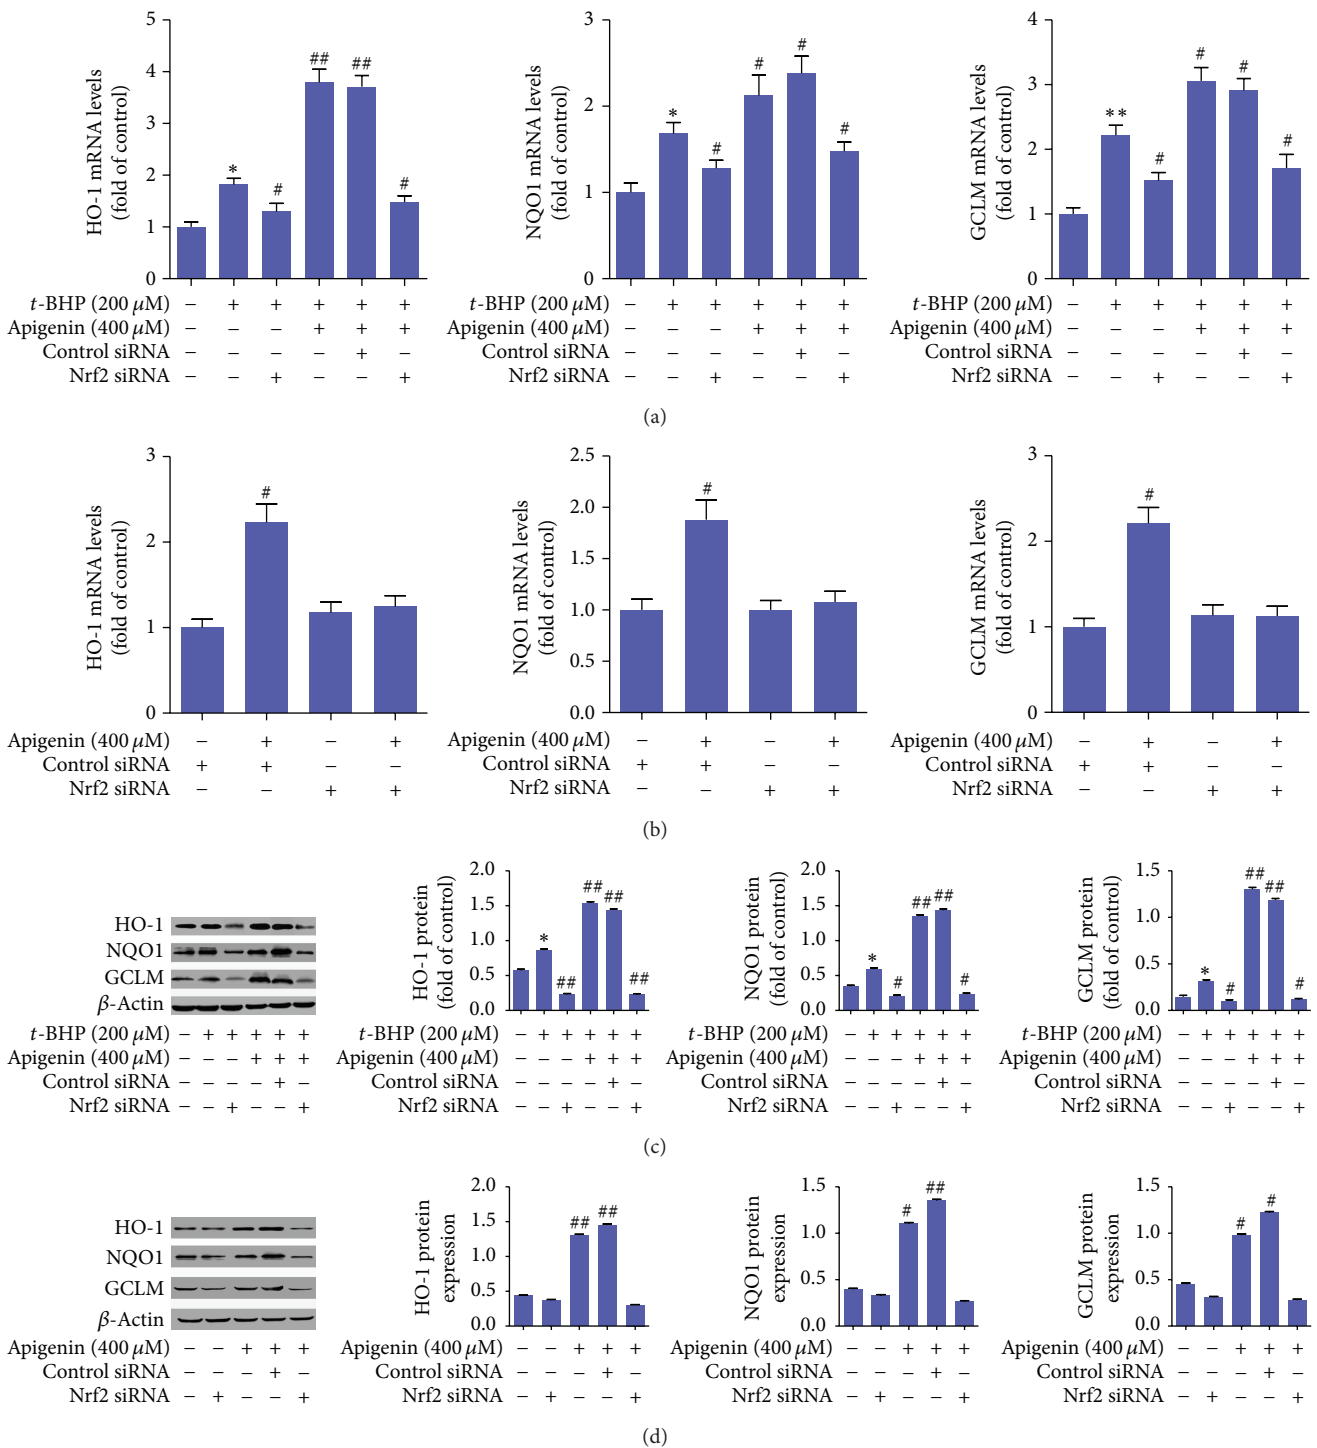 5
4
3
2
1
0
HO-1 mRNA levels
(fold of control)
## ##
* # #
t-BHP (200 μM) − + + + + +
Apigenin (400 μM) − − − + + +
Control siRNA − − − − + −
Nrf2 siRNA − − + − − +
3
2
1
0
NQO1 mRNA levels
(fold of control)
* # # # #
t-BHP (200 μM) − + + + + +
Apigenin (400 μM) − − − + + +
Control siRNA − − − − + −
Nrf2 siRNA − − + − − +
4
3
2
1
0
GCLM mRNA levels
(fold of control)
** # # # #
t-BHP (200 μM) − + + + + +
Apigenin (400 μM) − − − + + +
Control siRNA − − − − + −
Nrf2 siRNA − − + − − +
(a)
3
2
1
0
HO-1 mRNA levels
(fold of control)
#
Apigenin (400 μM) − + − +
Control siRNA + + − −
Nrf2 siRNA − − + +
2.5
2.0
1.5
1.0
0.5
0.0
NQO1 mRNA levels
(fold of control)
#
Apigenin (400 μM) − + − +
Control siRNA + + − −
Nrf2 siRNA − − + +
3
2
1
0
GCLM mRNA levels
(fold of control)
#
Apigenin (400 μM) − + − +
Control siRNA + + − −
Nrf2 siRNA − − + +
(b)
HO-1
NQO1
GCLM
β-Actin
t-BHP (200 μM) − + + + + +
Apigenin (400 μM) − − − + + +
Control siRNA − − − − + −
Nrf2 siRNA − − + − − +
2.0
1.5
1.0
0.5
0.0
HO-1 protein
(fold of control)
* ## ## ## ##
t-BHP (200 μM) − + + + + +
Apigenin (400 μM) − − − + + +
Control siRNA − − − − + −
Nrf2 siRNA − − + − − +
2.0
1.5
1.0
0.5
0.0
NQO1 protein
(fold of control)
* # ## ## #
t-BHP (200 μM) − + + + + +
Apigenin (400 μM) − − − + + +
Control siRNA − − − − + −
Nrf2 siRNA − − + − − +
1.5
1.0
0.5
0.0
GCLM protein
(fold of control)
* # ## ## #
t-BHP (200 μM) − + + + + +
Apigenin (400 μM) − − − + + +
Control siRNA − − − − + −
Nrf2 siRNA − − + − − +
(c)
HO-1
NQO1
GCLM
β-Actin
Apigenin (400 μM) − − + + +
Control siRNA − − − + −
Nrf2 siRNA − + − − +
2.0
1.5
1.0
0.5
0.0
HO-1 protein
expression
## ##
Apigenin (400 μM) − − + + +
Control siRNA − − − + −
Nrf2 siRNA − + − − +
1.5
1.0
0.5
0.0
NQO1 protein
expression
# ##
Apigenin (400 μM) − − + + +
Control siRNA − − − + −
Nrf2 siRNA − + − − +
1.5
1.0
0.5
0.0
GCLM protein
expression
# #
Apigenin (400 μM) − − + + +
Control siRNA − − − + −
Nrf2 siRNA − + − − +
(d)